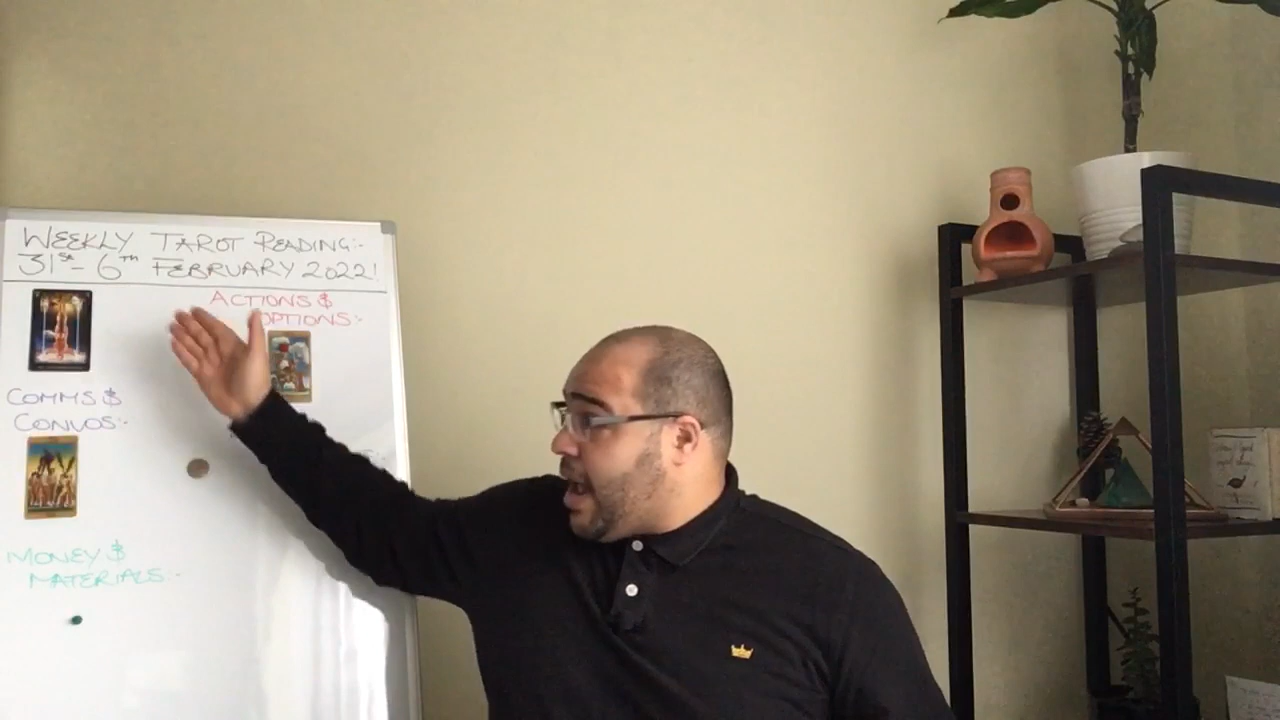 WEEKLY TAROT READING:-
31ST - 6TH FEBRUARY 2022!
ACTIONS &
OPTIONS:-
COMMS &
CONVOS:-
MONEY &
MATERIALS:-